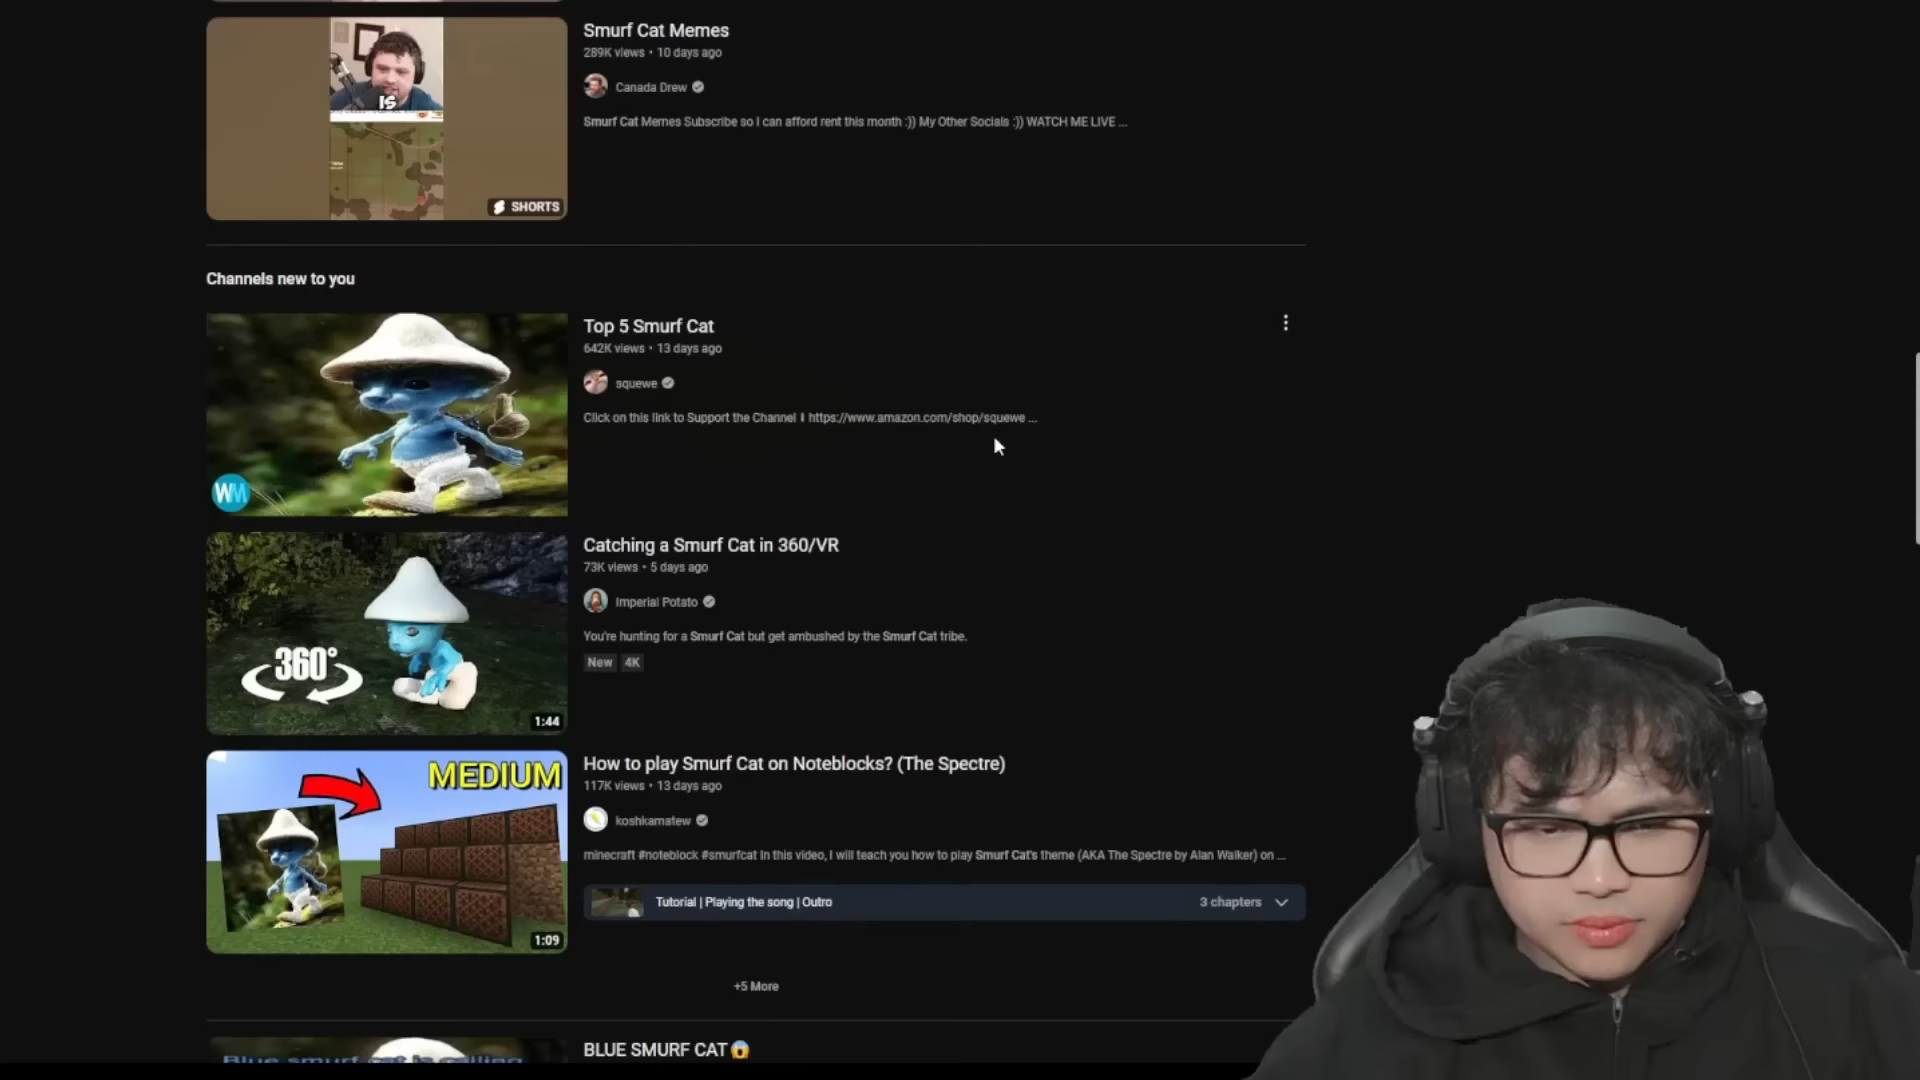 Smurf Cat Memes
289K views • 10 days ago
Canada Drew
Smurf Cat Memes Subscribe so I can afford rent this month :)) My Other Socials :)) WATCH ME LIVE ...
IS
SHORTS
Channels new to you
Top 5 Smurf Cat
642K views • 13 days ago
squewe
Click on this link to Support the Channel ⬇ https://www.amazon.com/shop/squewe ...
WM
Catching a Smurf Cat in 360/VR
73K views • 5 days ago
Imperial Potato
You're hunting for a Smurf Cat but get ambushed by the Smurf Cat tribe.
New 4K
360°
1:44
How to play Smurf Cat on Noteblocks? (The Spectre)
117K views • 13 days ago
koshkamatew
minecraft #noteblock #smurfcat In this video, I will teach you how to play Smurf Cat's theme (AKA The Spectre by Alan Walker) on ...
MEDIUM
Tutorial | Playing the song | Outro
3 chapters
1:09
+5 More
BLUE SMURF CAT😱
Blue smurf cat is calling